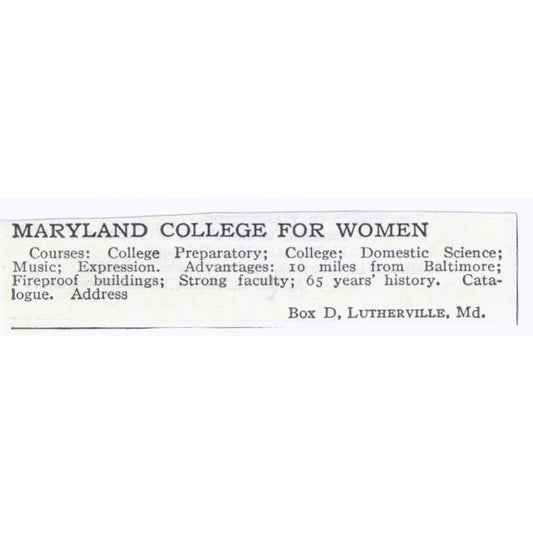 MARYLAND COLLEGE FOR WOMEN
Courses: College Preparatory; College; Domestic Science;
Music; Expression. Advantages: 10 miles from Baltimore;
Fireproof buildings; Strong faculty; 65 years' history. Cata-
logue. Address
Box D, LUTHERVILLE, Md.